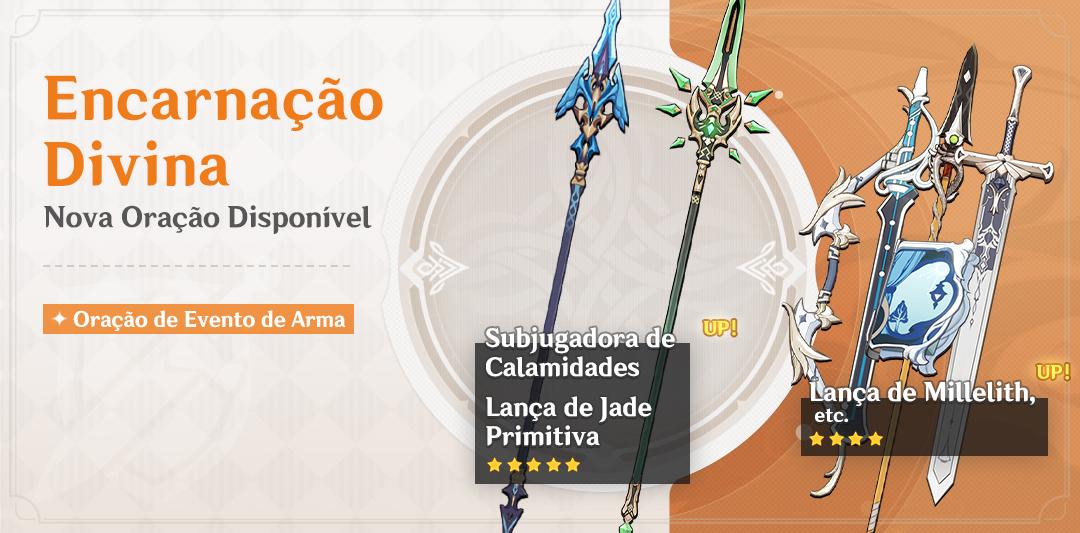 Encarnação
Divina
Nova Oração Disponível
✦ Oração de Evento de Arma
Subjugadora de
Calamidades
Lança de Jade
Primitiva
UP!
Lança de Millelith,
etc.
UP!